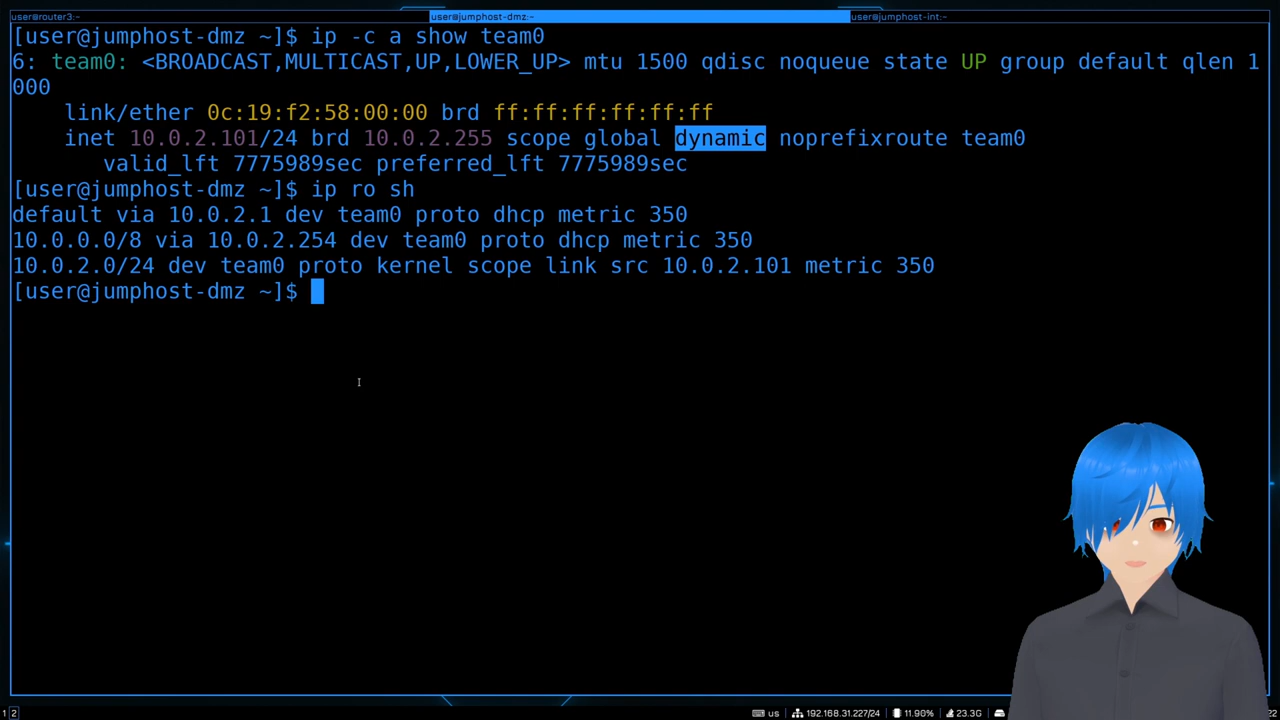 user@router3:~
user@jumphost-dmz:~
user@jumphost-int:~
[user@jumphost-dmz ~]$ ip -c a show team0
6: team0: <BROADCAST,MULTICAST,UP,LOWER_UP> mtu 1500 qdisc noqueue state UP group default qlen 1
000
link/ether 0c:19:f2:58:00:00 brd ff:ff:ff:ff:ff:ff
inet 10.0.2.101/24 brd 10.0.2.255 scope global dynamic noprefixroute team0
valid_lft 7775989sec preferred_lft 7775989sec
[user@jumphost-dmz ~]$ ip ro sh
default via 10.0.2.1 dev team0 proto dhcp metric 350
10.0.0.0/8 via 10.0.2.254 dev team0 proto dhcp metric 350
10.0.2.0/24 dev team0 proto kernel scope link src 10.0.2.101 metric 350
[user@jumphost-dmz ~]$
1 2 us 192.168.31.227/24 11.90% 23.3G 22